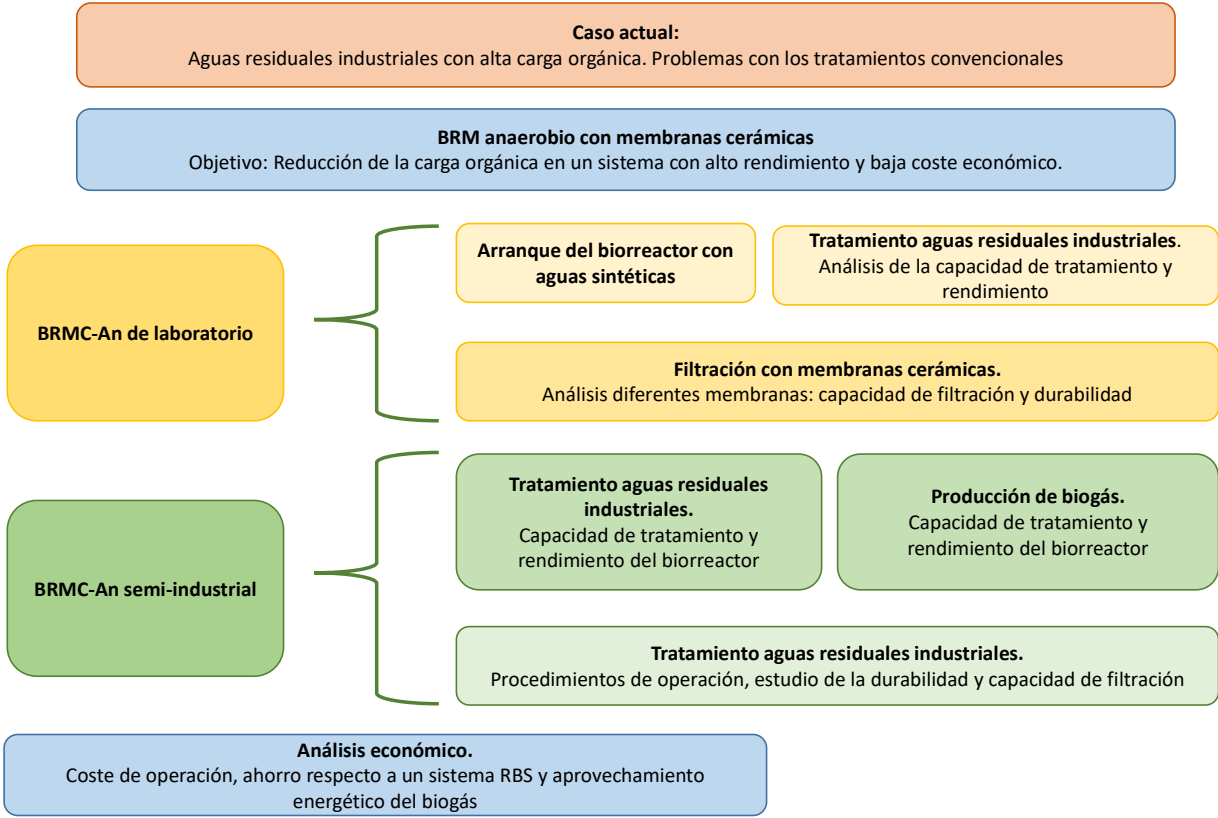 Caso actual:
Aguas residuales industriales con alta carga orgánica. Problemas con los tratamientos convencionales
BRM anaerobio con membranas cerámicas
Objetivo: Reducción de la carga orgánica en un sistema con alto rendimiento y baja coste económico.
BRMC-An de laboratorio
Arranque del biorreactor con
aguas sintéticas
Tratamiento aguas residuales industriales.
Análisis de la capacidad de tratamiento y
rendimiento
Filtración con membranas cerámicas.
Análisis diferentes membranas: capacidad de filtración y durabilidad
BRMC-An semi-industrial
Tratamiento aguas residuales
industriales.
Capacidad de tratamiento y
rendimiento del biorreactor
Producción de biogás.
Capacidad de tratamiento y
rendimiento del biorreactor
Tratamiento aguas residuales industriales.
Procedimientos de operación, estudio de la durabilidad y capacidad de filtración
Análisis económico.
Coste de operación, ahorro respecto a un sistema RBS y aprovechamiento
energético del biogás